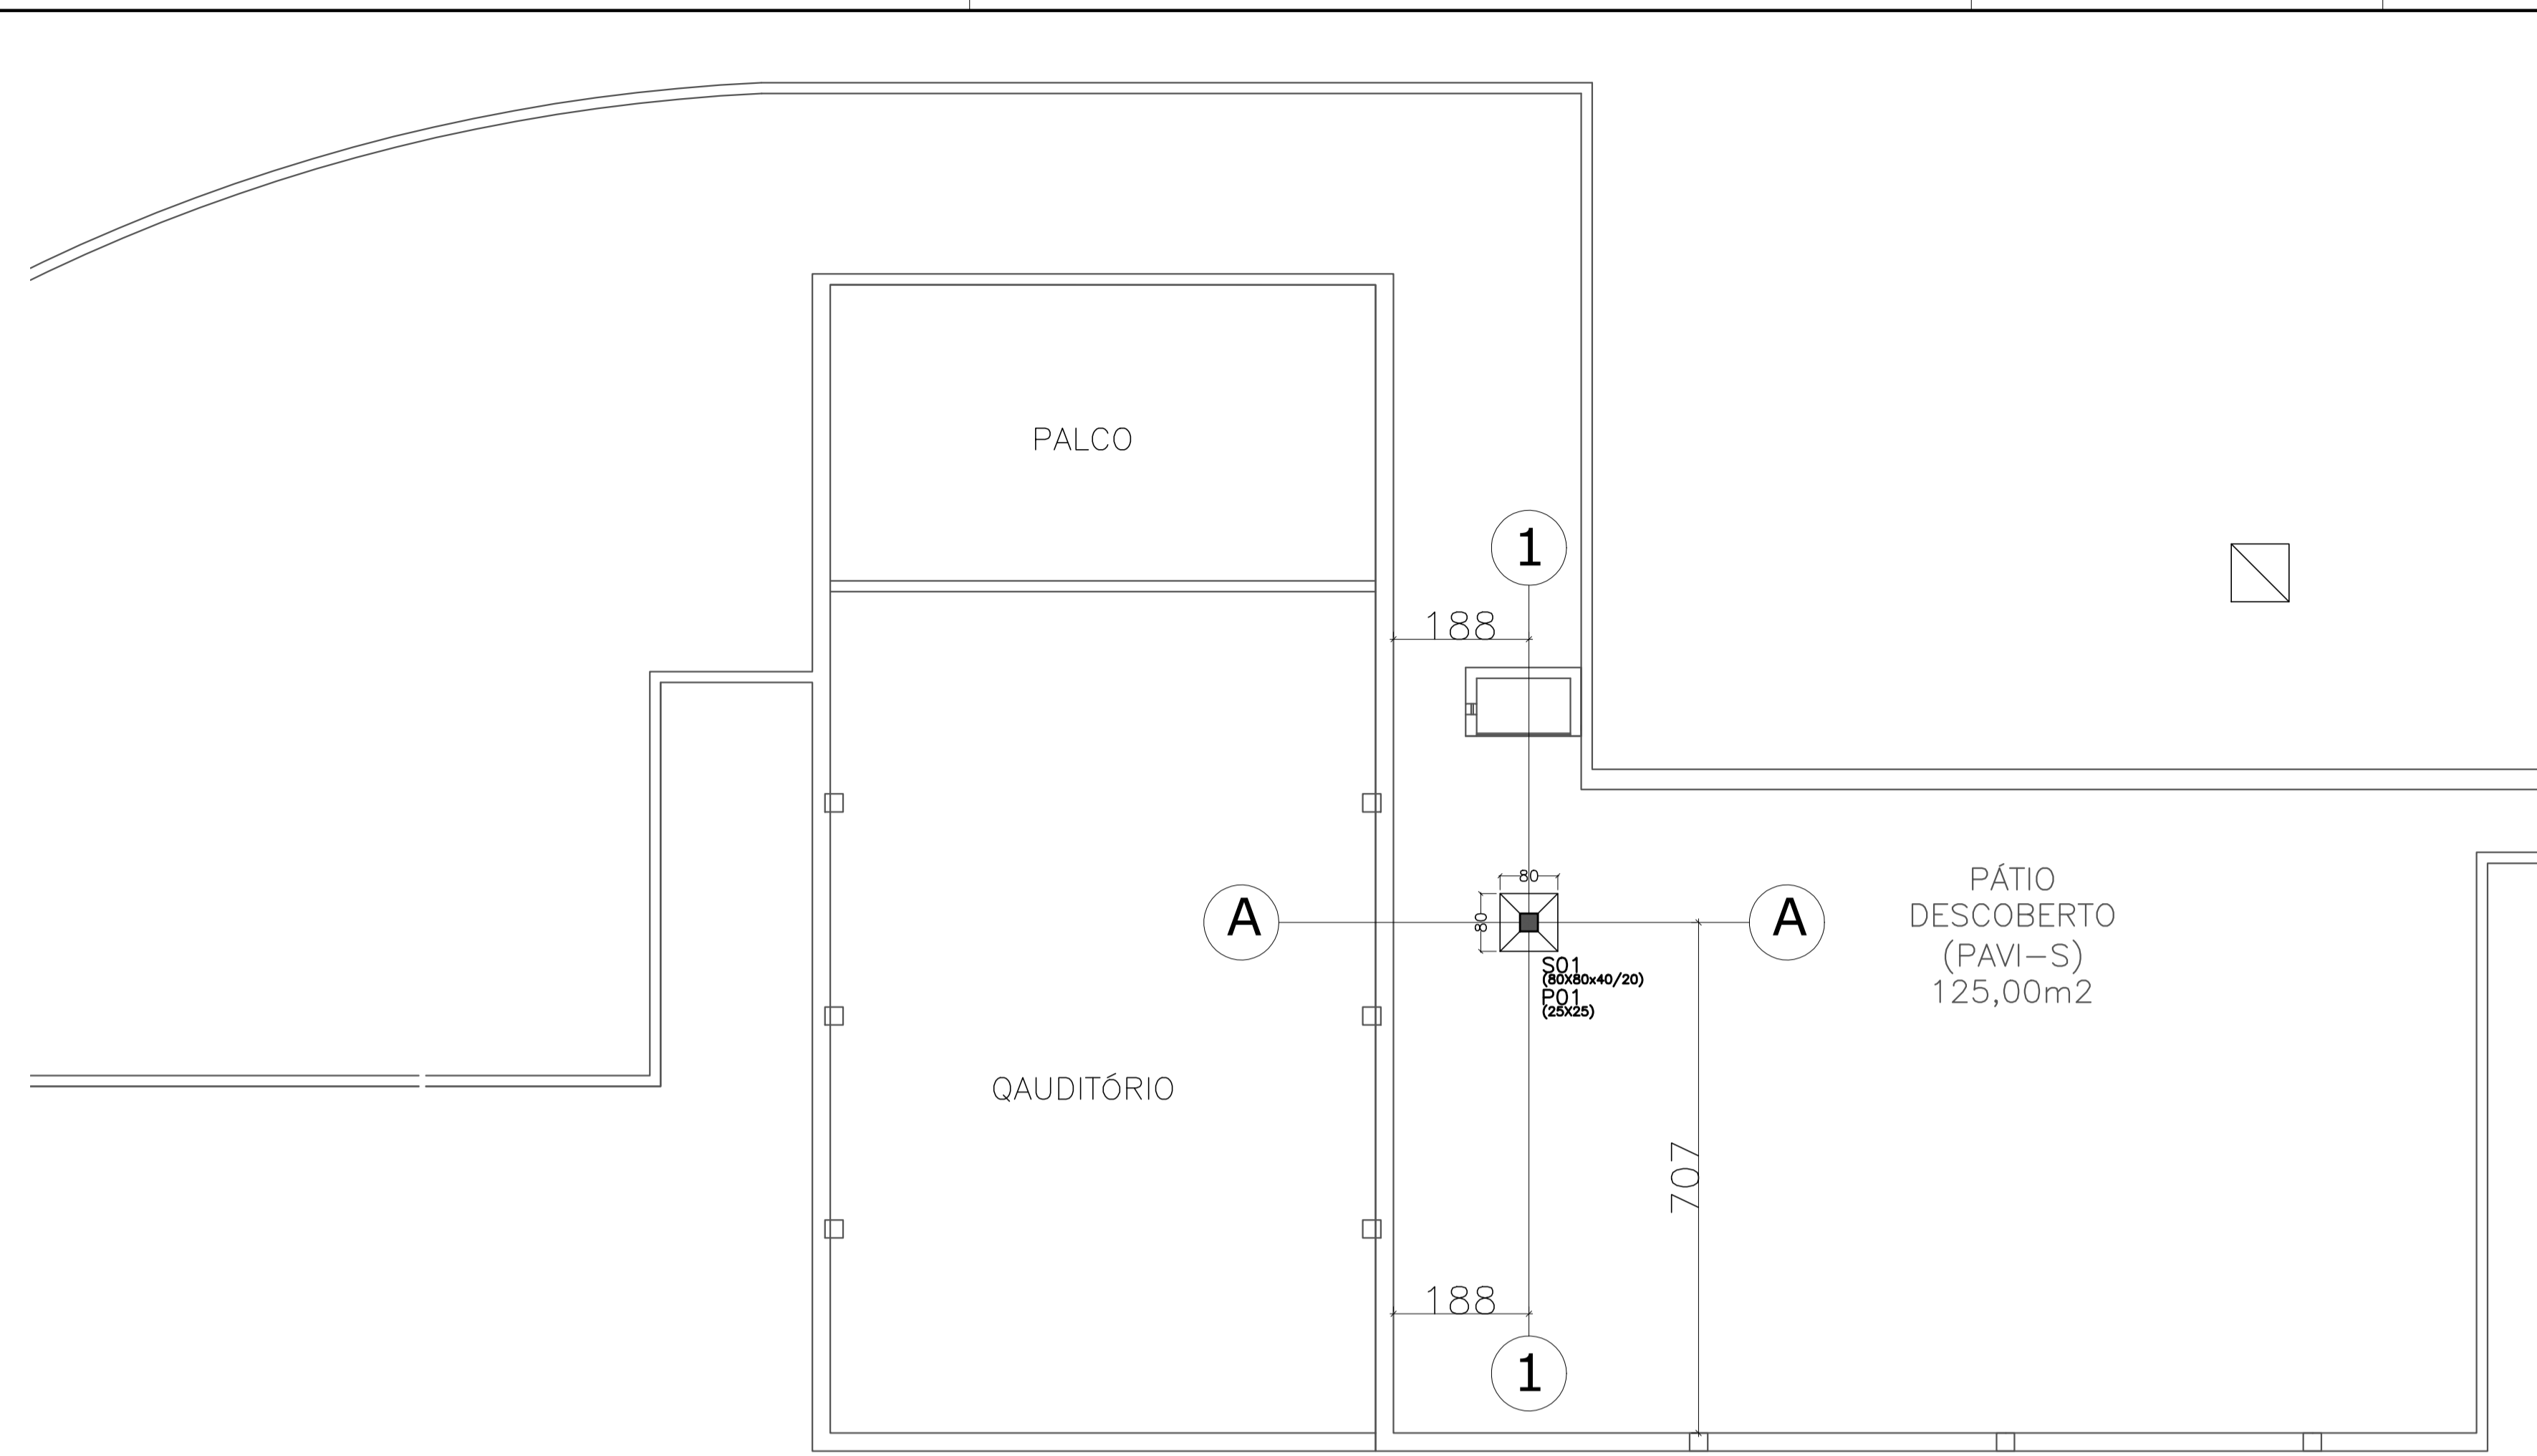 PALCO
1
188
80
80
A
A
PÁTIO
DESCOBERTO
(PAVI-S)
125,00m2
S01
(80X80x40/20)
P01
(25X25)
QAUDITÓRIO
707
188
1